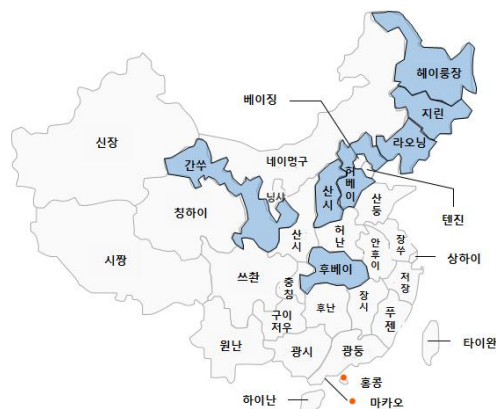 헤이룽장
지린
베이징
라오닝
신장
네이멍구
간쑤
허
베
이
산
시
닝샤
산
둥
칭하이
텐진
허
난
산
시
안
후
이
장
쑤
상하이
시짱
쓰촨
후베이
충
칭
저
장
구이
저우
후난
장
시
푸
젠
원난
광시
광둥
타이완
홍콩
하이난
마카오